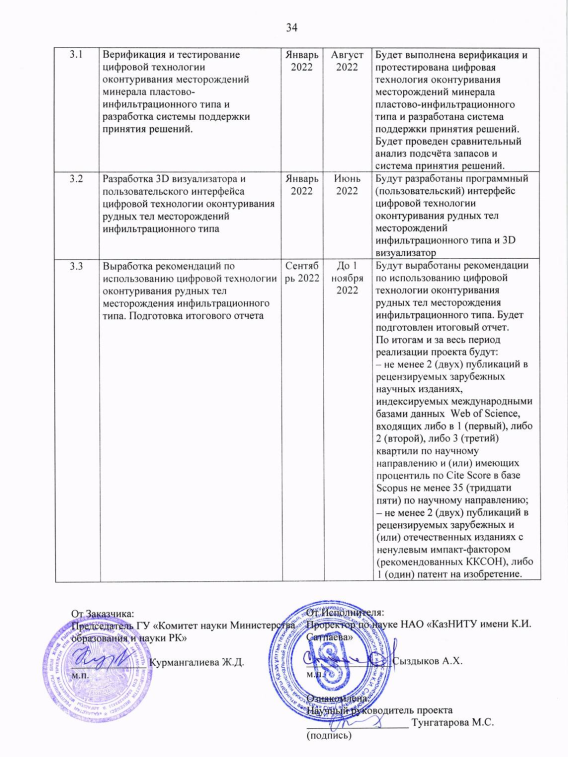 34
3.1
Верификация и тестирование
цифровой технологии
оконтуривания месторождений
минерала пластово-
инфильтрационного типа и
разработка системы поддержки
принятия решений.
Январь
2022
Август
2022
Будет выполнена верификация и
протестирована цифровая
технология оконтуривания
месторождений минерала
пластово-инфильтрационного
типа и разработана система
поддержки принятия решений.
Будет проведен сравнительный
анализ подсчёта запасов и
система принятия решений.
3.2
Разработка 3D визуализатора и
пользовательского интерфейса
цифровой технологии оконтуривания
рудных тел месторождений
инфильтрационного типа
Январь
2022
Июнь
2022
Будут разработаны программный
(пользовательский) интерфейс
цифровой технологии
оконтуривания рудных тел
месторождений
инфильтрационного типа и 3D
визуализатор
3.3
Выработка рекомендаций по
использованию цифровой технологии
оконтуривания рудных тел
месторождения инфильтрационного
типа. Подготовка итогового отчета
Сентяб
рь 2022
До 1
ноября
2022
Будут выработаны рекомендации
по использованию цифровой
технологии оконтуривания
рудных тел месторождения
инфильтрационного типа. Будет
подготовлен итоговый отчет.
По итогам и за весь период
реализации проекта будут:
– не менее 2 (двух) публикаций в
рецензируемых зарубежных
научных изданиях,
индексируемых международными
базами данных Web of Science,
входящих либо в 1 (первый), либо
2 (второй), либо 3 (третий)
квартили по научному
направлению и (или) имеющих
процентиль по Cite Score в базе
Scopus не менее 35 (тридцати
пяти) по научному направлению;
– не менее 2 (двух) публикаций в
рецензируемых зарубежных и
(или) отечественных изданиях с
ненулевым импакт-фактором
(рекомендованных ККСОН), либо
1 (один) патент на изобретение.
От Заказчика:
Председатель ГУ «Комитет науки Министерства
образования и науки РК»
Курмангалиева Ж.Д.
м.п.
От Исполнителя:
Проректор по науке НАО «КазНИТУ имени К.И.
Сатпаева»
Сыздыков А.Х.
м.п.
Ознакомлена:
Научный руководитель проекта
Тунгатарова М.С.
(подпись)